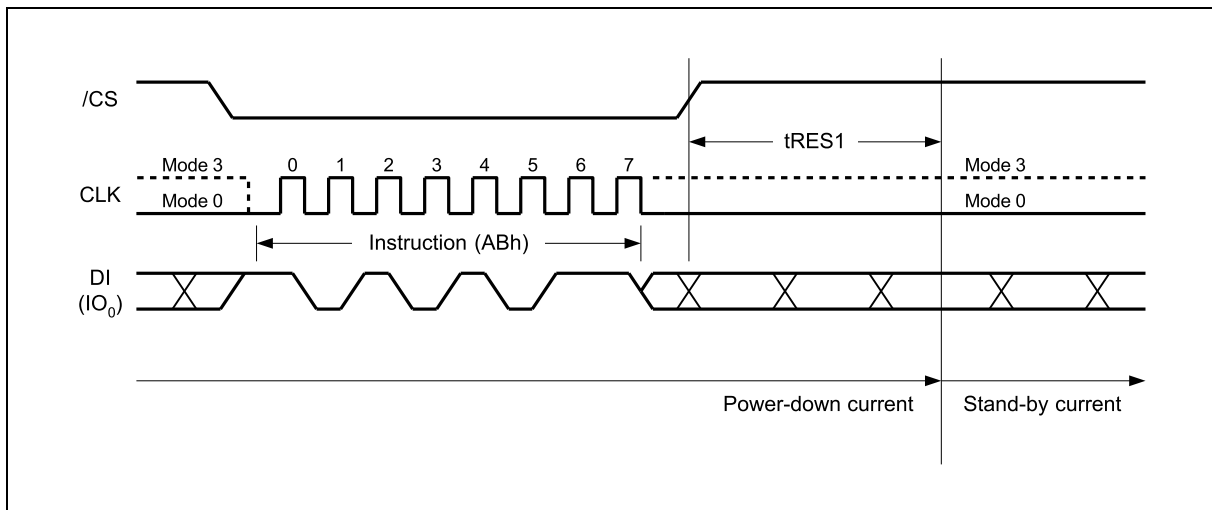 /CS
tRES1
Mode 3 0 1 2 3 4 5 6 7 Mode 3
CLK
Mode 0 Mode 0
Instruction (ABh)
DI
(IO0)
Power-down current Stand-by current